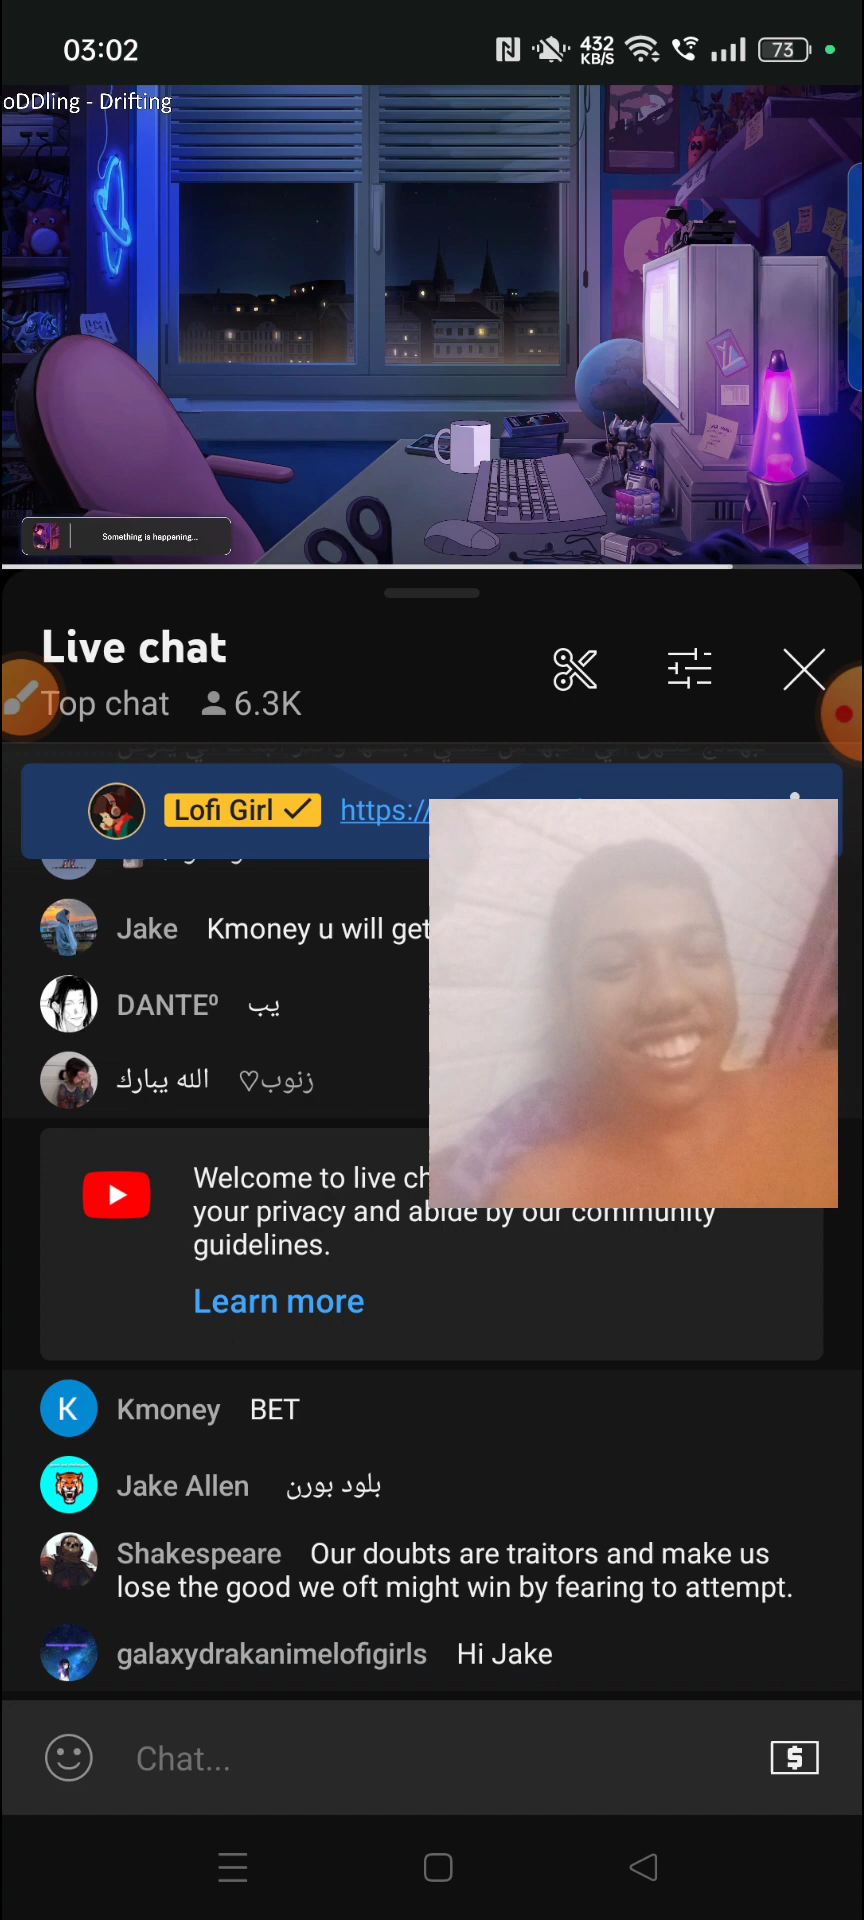 03:02
432
KB/S
73
oDDling - Drifting
Something is happening...
Live chat
Top chat 6.3K
Lofi Girl https://
Jake Kmoney u will get
DANTE⁰ يب
الله يبارك زنوب♡
Welcome to live
your privacy and abide by our community
guidelines.
Learn more
K Kmoney BET
Jake Allen بلود بورن
Shakespeare Our doubts are traitors and make us
lose the good we oft might win by fearing to attempt.
galaxydrakanimelofigirls Hi Jake
Chat...